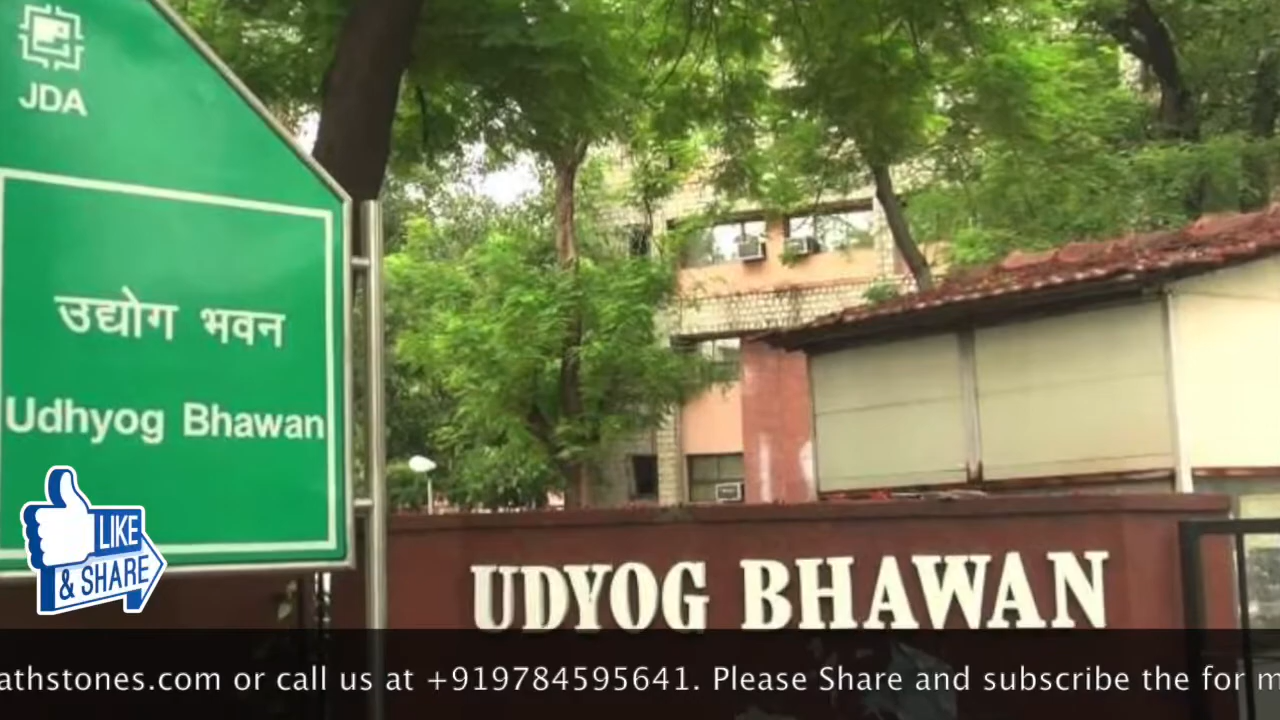 JDA
उद्योग भवन
Udhyog Bhawan
LIKE
& SHARE
UDYOG BHAWAN
athstones.com or call us at +919784595641. Please Share and subscribe the for m